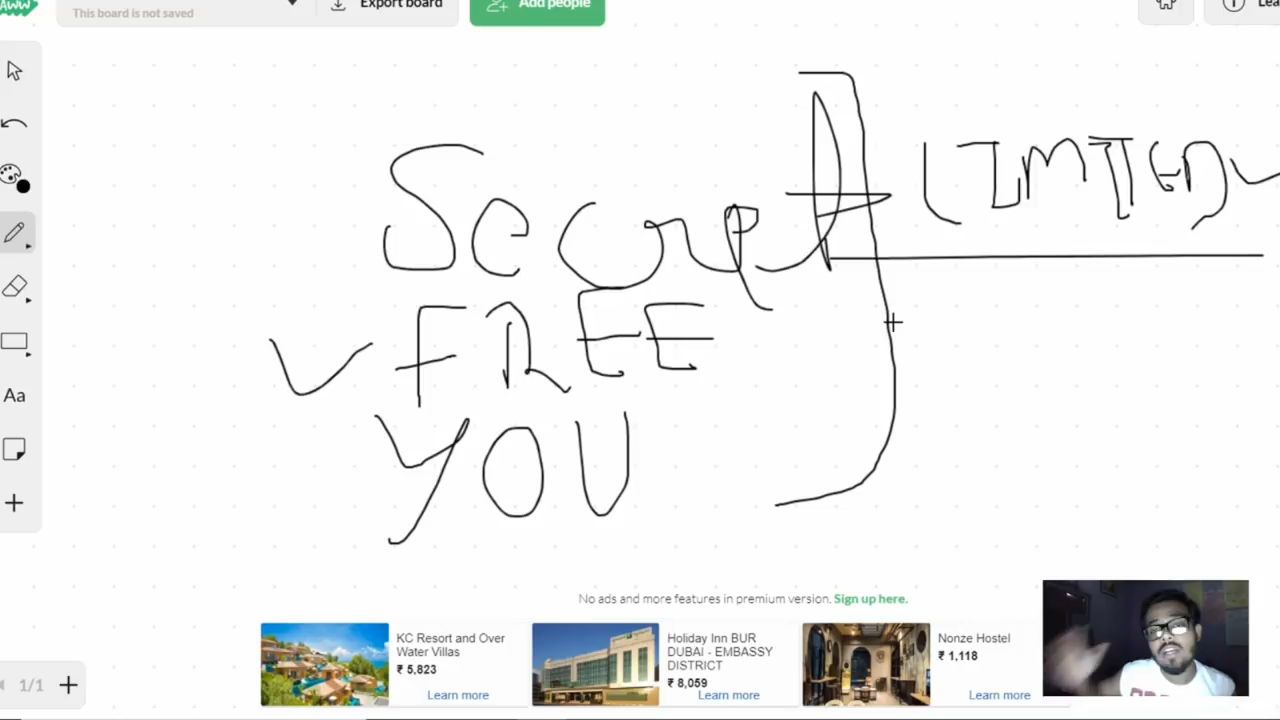 AWW
This board is not saved
Export board
Add people
Secret
LIMITED
FREE
YOU
Aa
No ads and more features in premium version. Sign up here.
KC Resort and Over Water Villas
₹ 5,823
Learn more
Holiday Inn BUR DUBAI - EMBASSY DISTRICT
₹ 8,059
Learn more
Nonze Hostel
₹ 1,118
Learn more
1/1